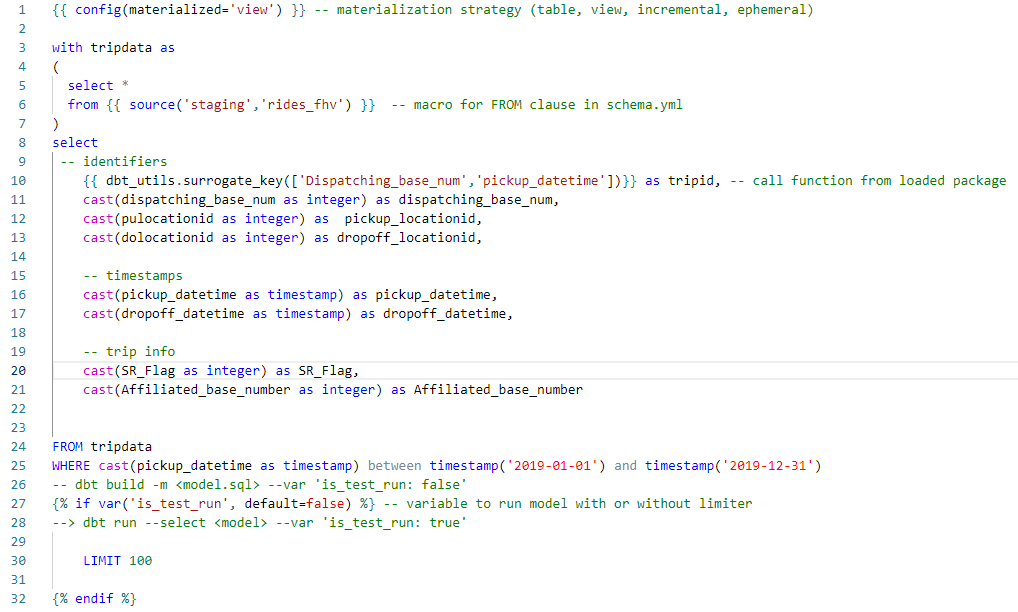 1 {{ config(materialized='view') }} -- materialization strategy (table, view, incremental, ephemeral)
2
3 with tripdata as
4 (
5   select *
6   from {{ source('staging','rides_fhv') }}  -- macro for FROM clause in schema.yml
7 )
8 select
9  -- identifiers
10     {{ dbt_utils.surrogate_key(['Dispatching_base_num','pickup_datetime'])}} as tripid, -- call function from loaded package
11     cast(dispatching_base_num as integer) as dispatching_base_num,
12     cast(pulocationid as integer) as  pickup_locationid,
13     cast(dolocationid as integer) as dropoff_locationid,
14
15     -- timestamps
16     cast(pickup_datetime as timestamp) as pickup_datetime,
17     cast(dropoff_datetime as timestamp) as dropoff_datetime,
18
19     -- trip info
20     cast(SR_Flag as integer) as SR_Flag,
21     cast(Affiliated_base_number as integer) as Affiliated_base_number
22
23
24 FROM tripdata
25 WHERE cast(pickup_datetime as timestamp) between timestamp('2019-01-01') and timestamp('2019-12-31')
26 -- dbt build -m <model.sql> --var 'is_test_run: false'
27 {% if var('is_test_run', default=false) %} -- variable to run model with or without limiter
28 --> dbt run --select <model> --var 'is_test_run: true'
29
30     LIMIT 100
31
32 {% endif %}